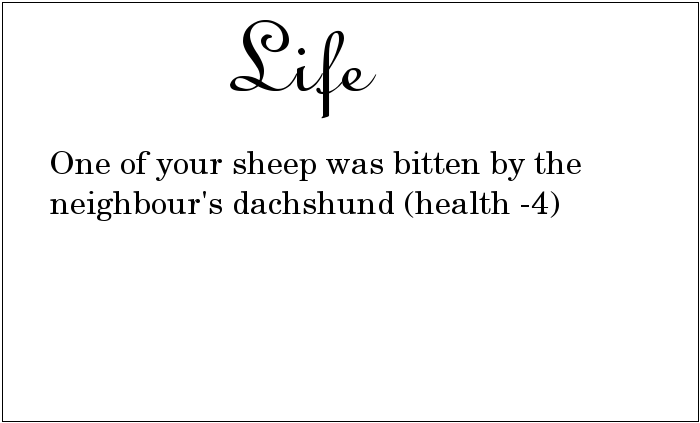 Life
One of your sheep was bitten by the
neighbour's dachshund (health -4)